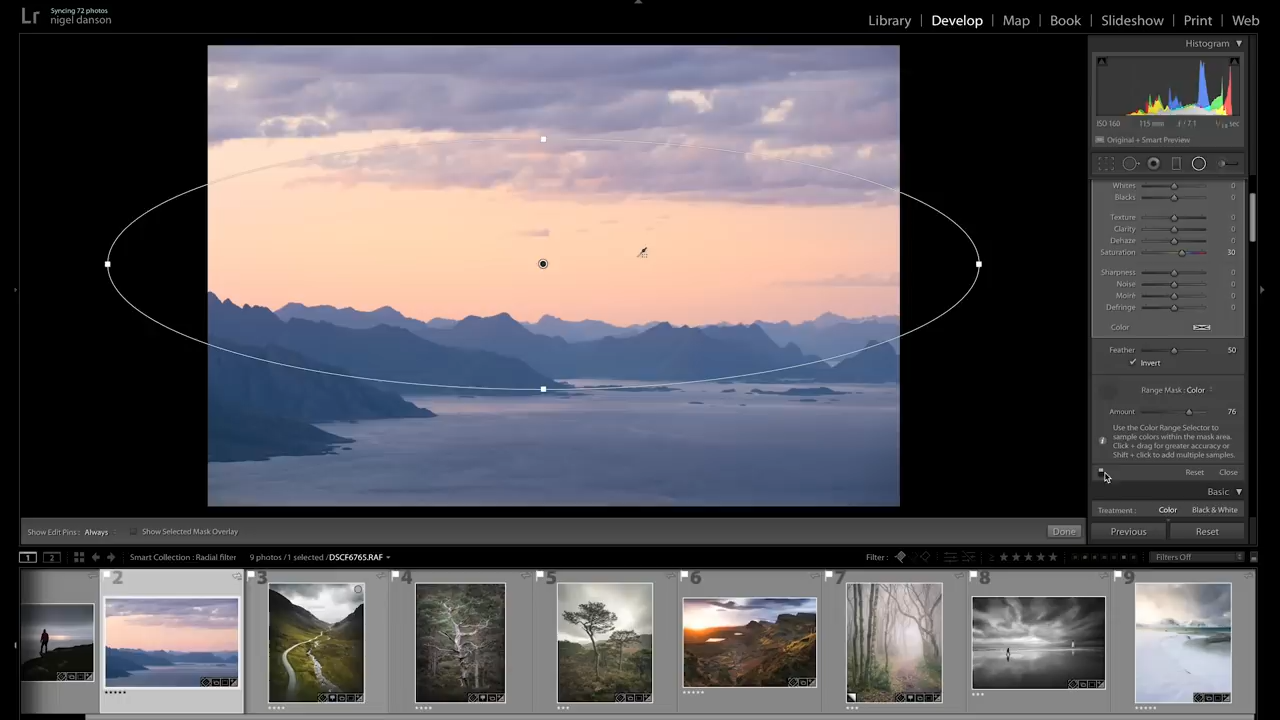 Lr
Syncing 72 photos
nigel danson
Library | Develop | Map | Book | Slideshow | Print | Web
Histogram
ISO 160 115 mm f / 7.1
Original + Smart Preview
Whites 0
Blacks 0
Texture 0
Clarity 0
Dehaze 0
Saturation 30
Sharpness 0
Noise 0
Moiré 0
Defringe 0
Color
Feather 50
Invert
Range Mask : Color
Amount 76
Use the Color Range Selector to
sample colors within the mask area.
Click + drag for greater accuracy or
Shift + click to add multiple samples.
Reset Close
Basic
Treatment : Color Black & White
Show Edit Pins : Always Show Selected Mask Overlay Done Previous Reset
1 2 Smart Collection : Radial filter 9 photos / 1 selected / DSCF6765.RAF Filter : Filters Off
2 3 4 5 6 7 8 9